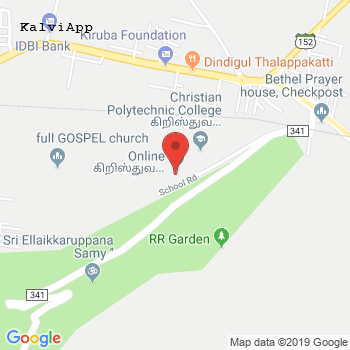 KalviApp
IDBI Bank
Kiruba Foundation
Dindigul Thalappakatti
152
Bethel Prayer
house, Checkpost
Christian
Polytechnic College
கிறிஸ்துவ...
341
full GOSPEL church
Online
கிறிஸ்துவ...
School Rd
Sri Ellaikkaruppana
Samy "
RR Garden
341
Google
Map data ©2019 Google